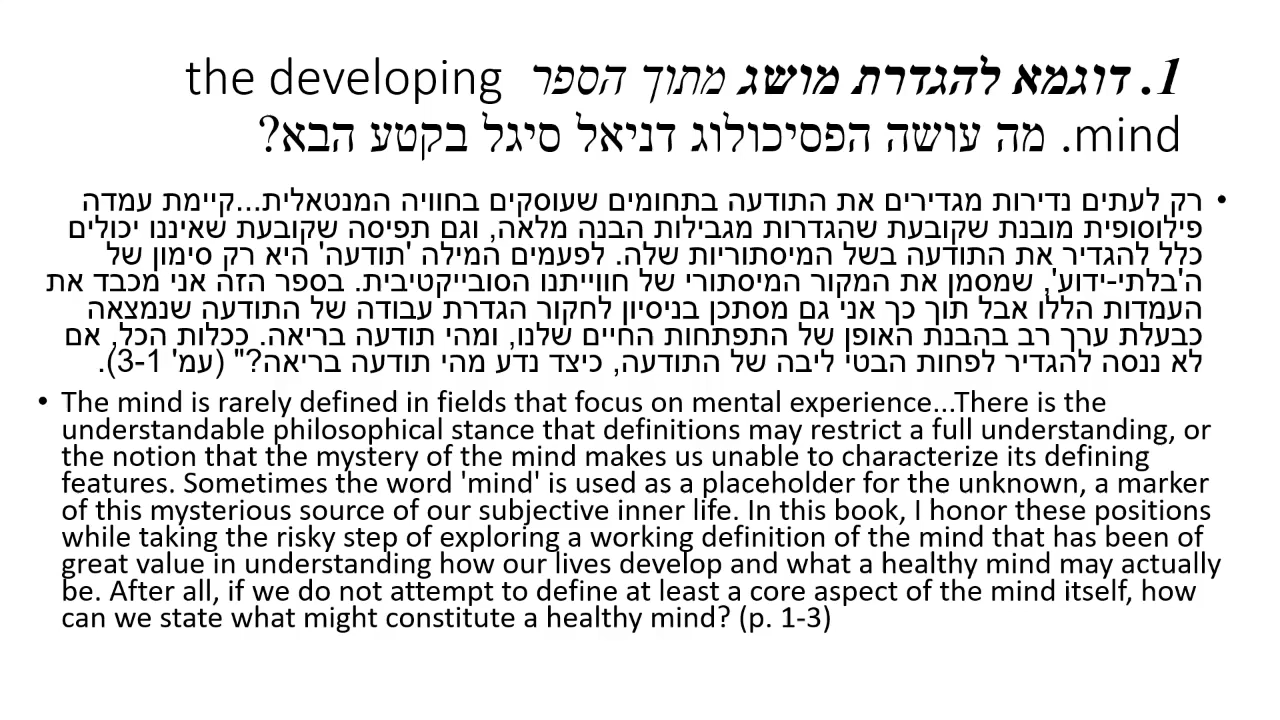 1. דוגמא להגדרת מושג מתוך הספר the developing
mind. מה עושה הפסיכולוג דניאל סיגל בקטע הבא?
• רק לעתים נדירות מגדירים את התודעה בתחומים שעוסקים בחוויה המנטאלית...קיימת עמדה
פילוסופית מובנת שקובעת שהגדרות מגבילות הבנה מלאה, וגם תפיסה שקובעת שאיננו יכולים
כלל להגדיר את התודעה בשל המיסתוריות שלה. לפעמים המילה 'תודעה' היא רק סימון של
ה'בלתי-ידוע', שמסמן את המקור המיסתורי של חווייתנו הסובייקטיבית. בספר הזה אני מכבד את
העמדות הללו אבל תוך כך אני גם מסתכן בניסיון לחקור הגדרת עבודה של התודעה שנמצאה
כבעלת ערך רב בהבנת האופן של התפתחות החיים שלנו, ומהי תודעה בריאה. ככלות הכל, אם
לא ננסה להגדיר לפחות הבטי ליבה של התודעה, כיצד נדע מהי תודעה בריאה?" (עמ' 3-1).
• The mind is rarely defined in fields that focus on mental experience...There is the
understandable philosophical stance that definitions may restrict a full understanding, or
the notion that the mystery of the mind makes us unable to characterize its defining
features. Sometimes the word 'mind' is used as a placeholder for the unknown, a marker
of this mysterious source of our subjective inner life. In this book, I honor these positions
while taking the risky step of exploring a working definition of the mind that has been of
great value in understanding how our lives develop and what a healthy mind may actually
be. After all, if we do not attempt to define at least a core aspect of the mind itself, how
can we state what might constitute a healthy mind? (p. 1-3)